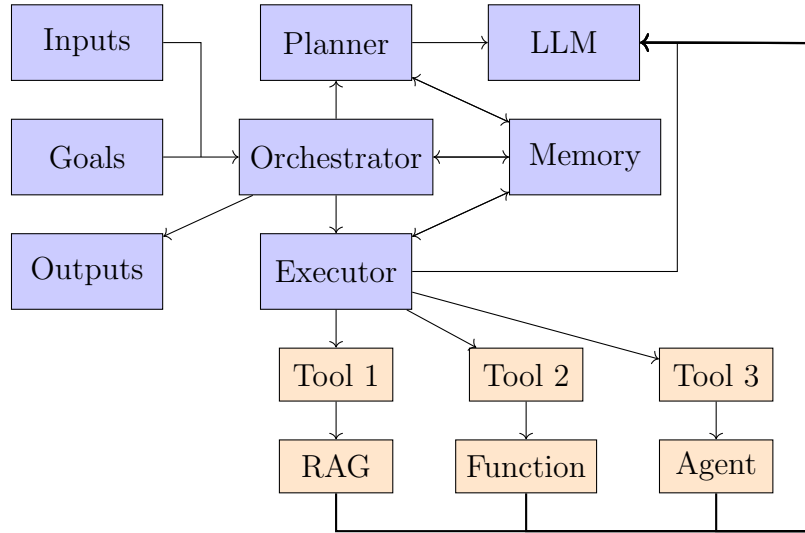 Inputs
Planner
LLM
Goals
Orchestrator
Memory
Outputs
Executor
Tool 1
Tool 2
Tool 3
RAG
Function
Agent